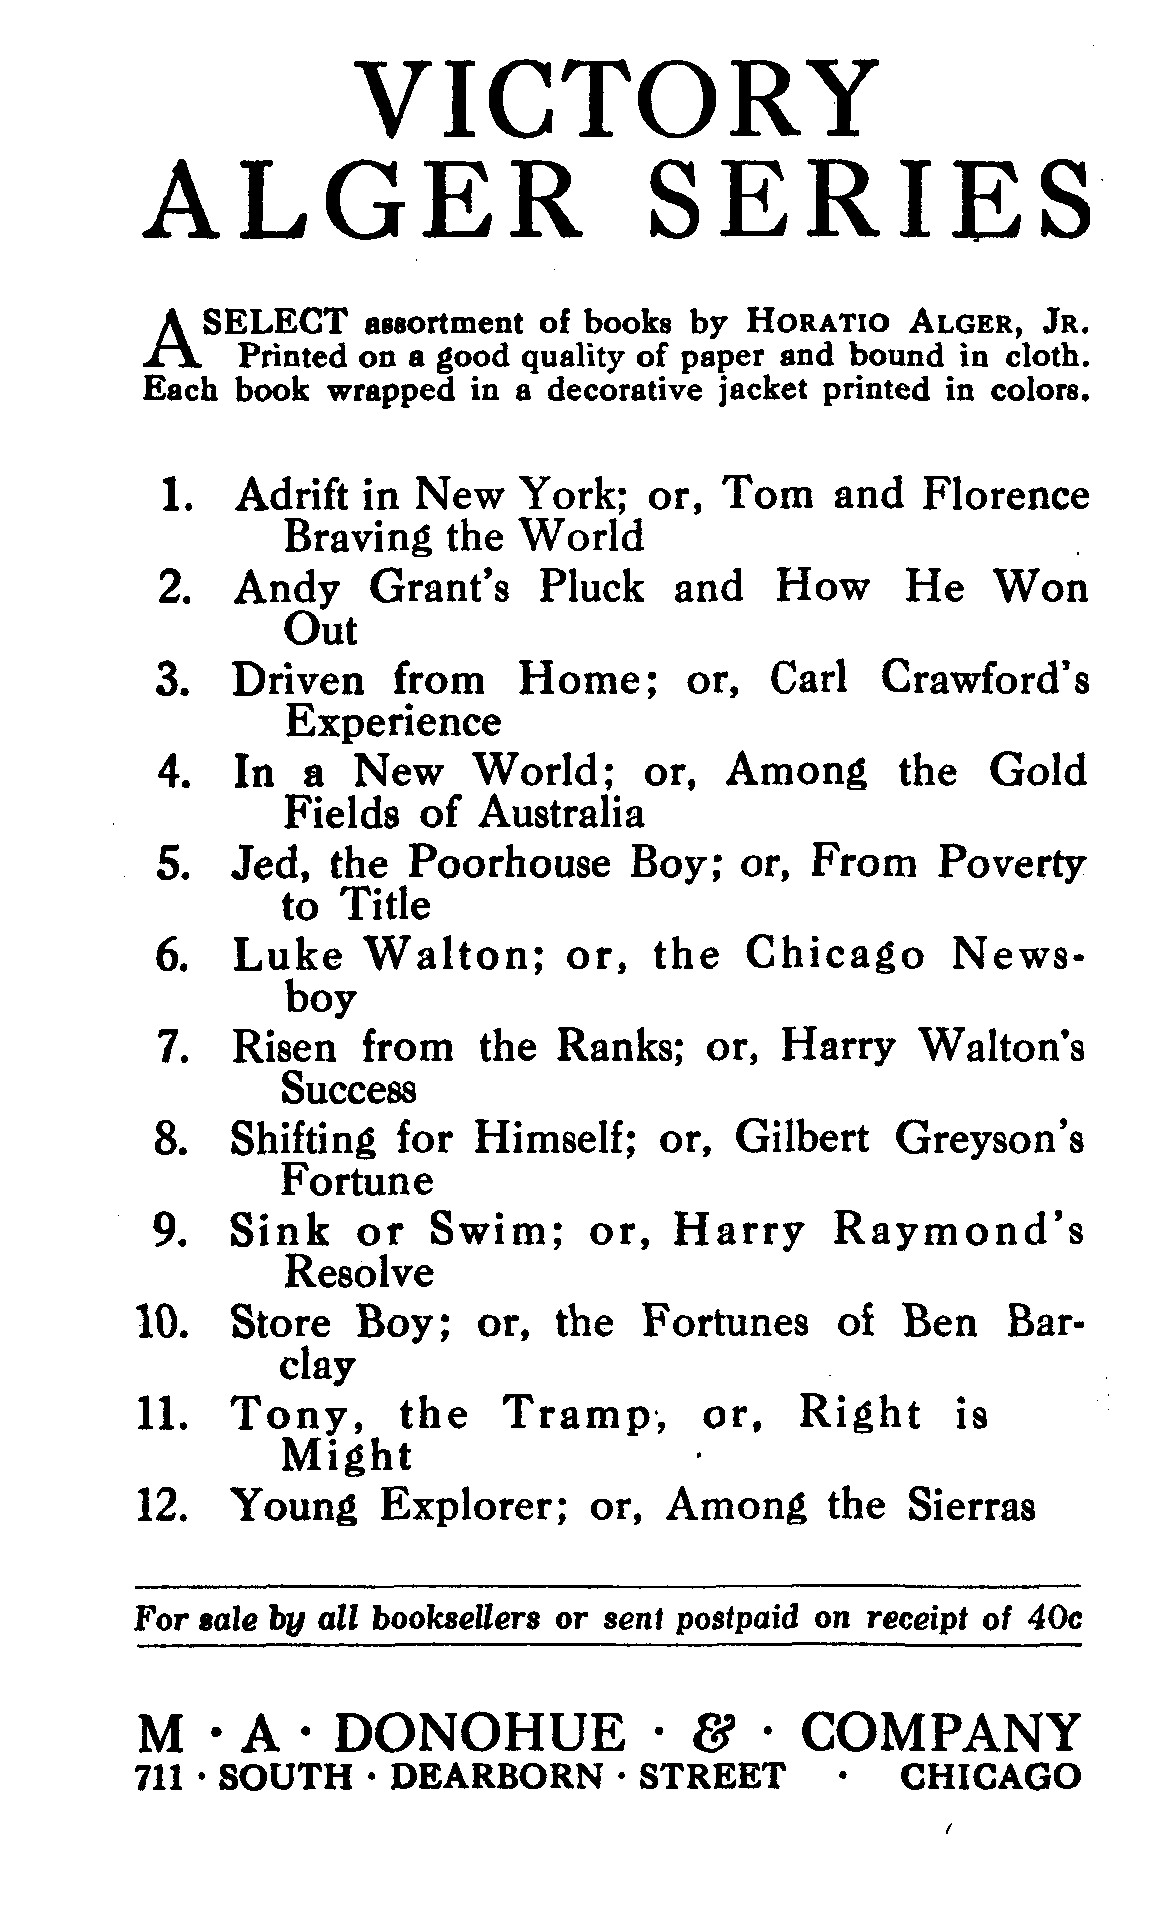 VICTORY
ALGER SERIES
A SELECT assortment of books by HORATIO ALGER, JR.
Printed on a good quality of paper and bound in cloth.
Each book wrapped in a decorative jacket printed in colors.
1. Adrift in New York; or, Tom and Florence
Braving the World
2. Andy Grant's Pluck and How He Won
Out
3. Driven from Home; or, Carl Crawford's
Experience
4. In a New World; or, Among the Gold
Fields of Australia
5. Jed, the Poorhouse Boy; or, From Poverty
to Title
6. Luke Walton; or, the Chicago News-
boy
7. Risen from the Ranks; or, Harry Walton's
Success
8. Shifting for Himself; or, Gilbert Greyson's
Fortune
9. Sink or Swim; or, Harry Raymond's
Resolve
10. Store Boy; or, the Fortunes of Ben Bar-
clay
11. Tony, the Tramp, or, Right is
Might
12. Young Explorer; or, Among the Sierras
For sale by all booksellers or sent postpaid on receipt of 40c
M · A · DONOHUE · & · COMPANY
711 · SOUTH · DEARBORN · STREET · CHICAGO